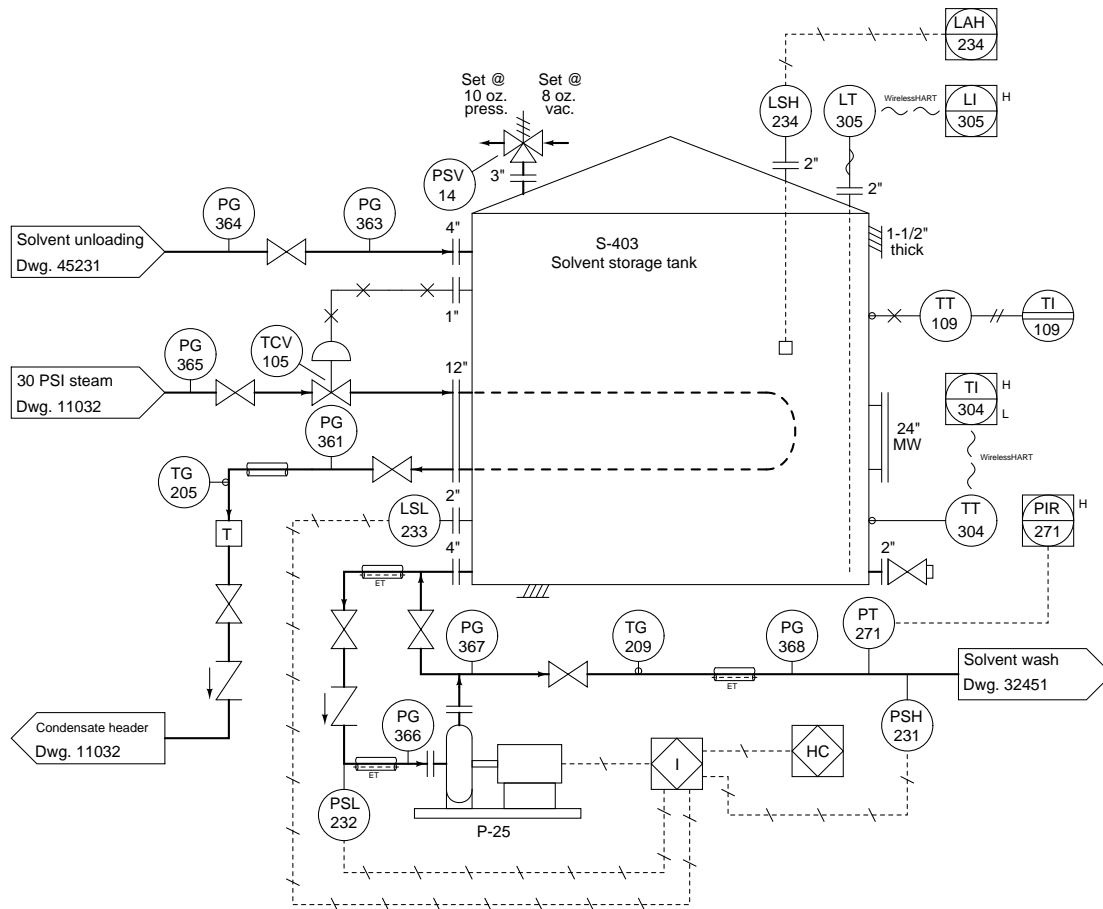 LAH
234
Set @
10 oz.
press.
Set @
8 oz.
vac.
LSH
234
LT
305
WirelessHART
LI
305
H
PSV
14
3"
2"
2"
PG
364
PG
363
4"
Solvent unloading
Dwg. 45231
S-403
Solvent storage tank
1-1/2"
thick
1"
TT
109
TI
109
PG
365
TCV
105
12"
30 PSI steam
Dwg. 11032
TI
304
H
L
PG
361
24"
MW
WirelessHART
TG
205
2"
LSL
233
TT
304
PIR
271
H
T
4"
2"
ET
PG
367
TG
209
PG
368
PT
271
ET
Solvent wash
Dwg. 32451
Condensate header
Dwg. 11032
PG
366
PSH
231
ET
I
HC
PSL
232
P-25